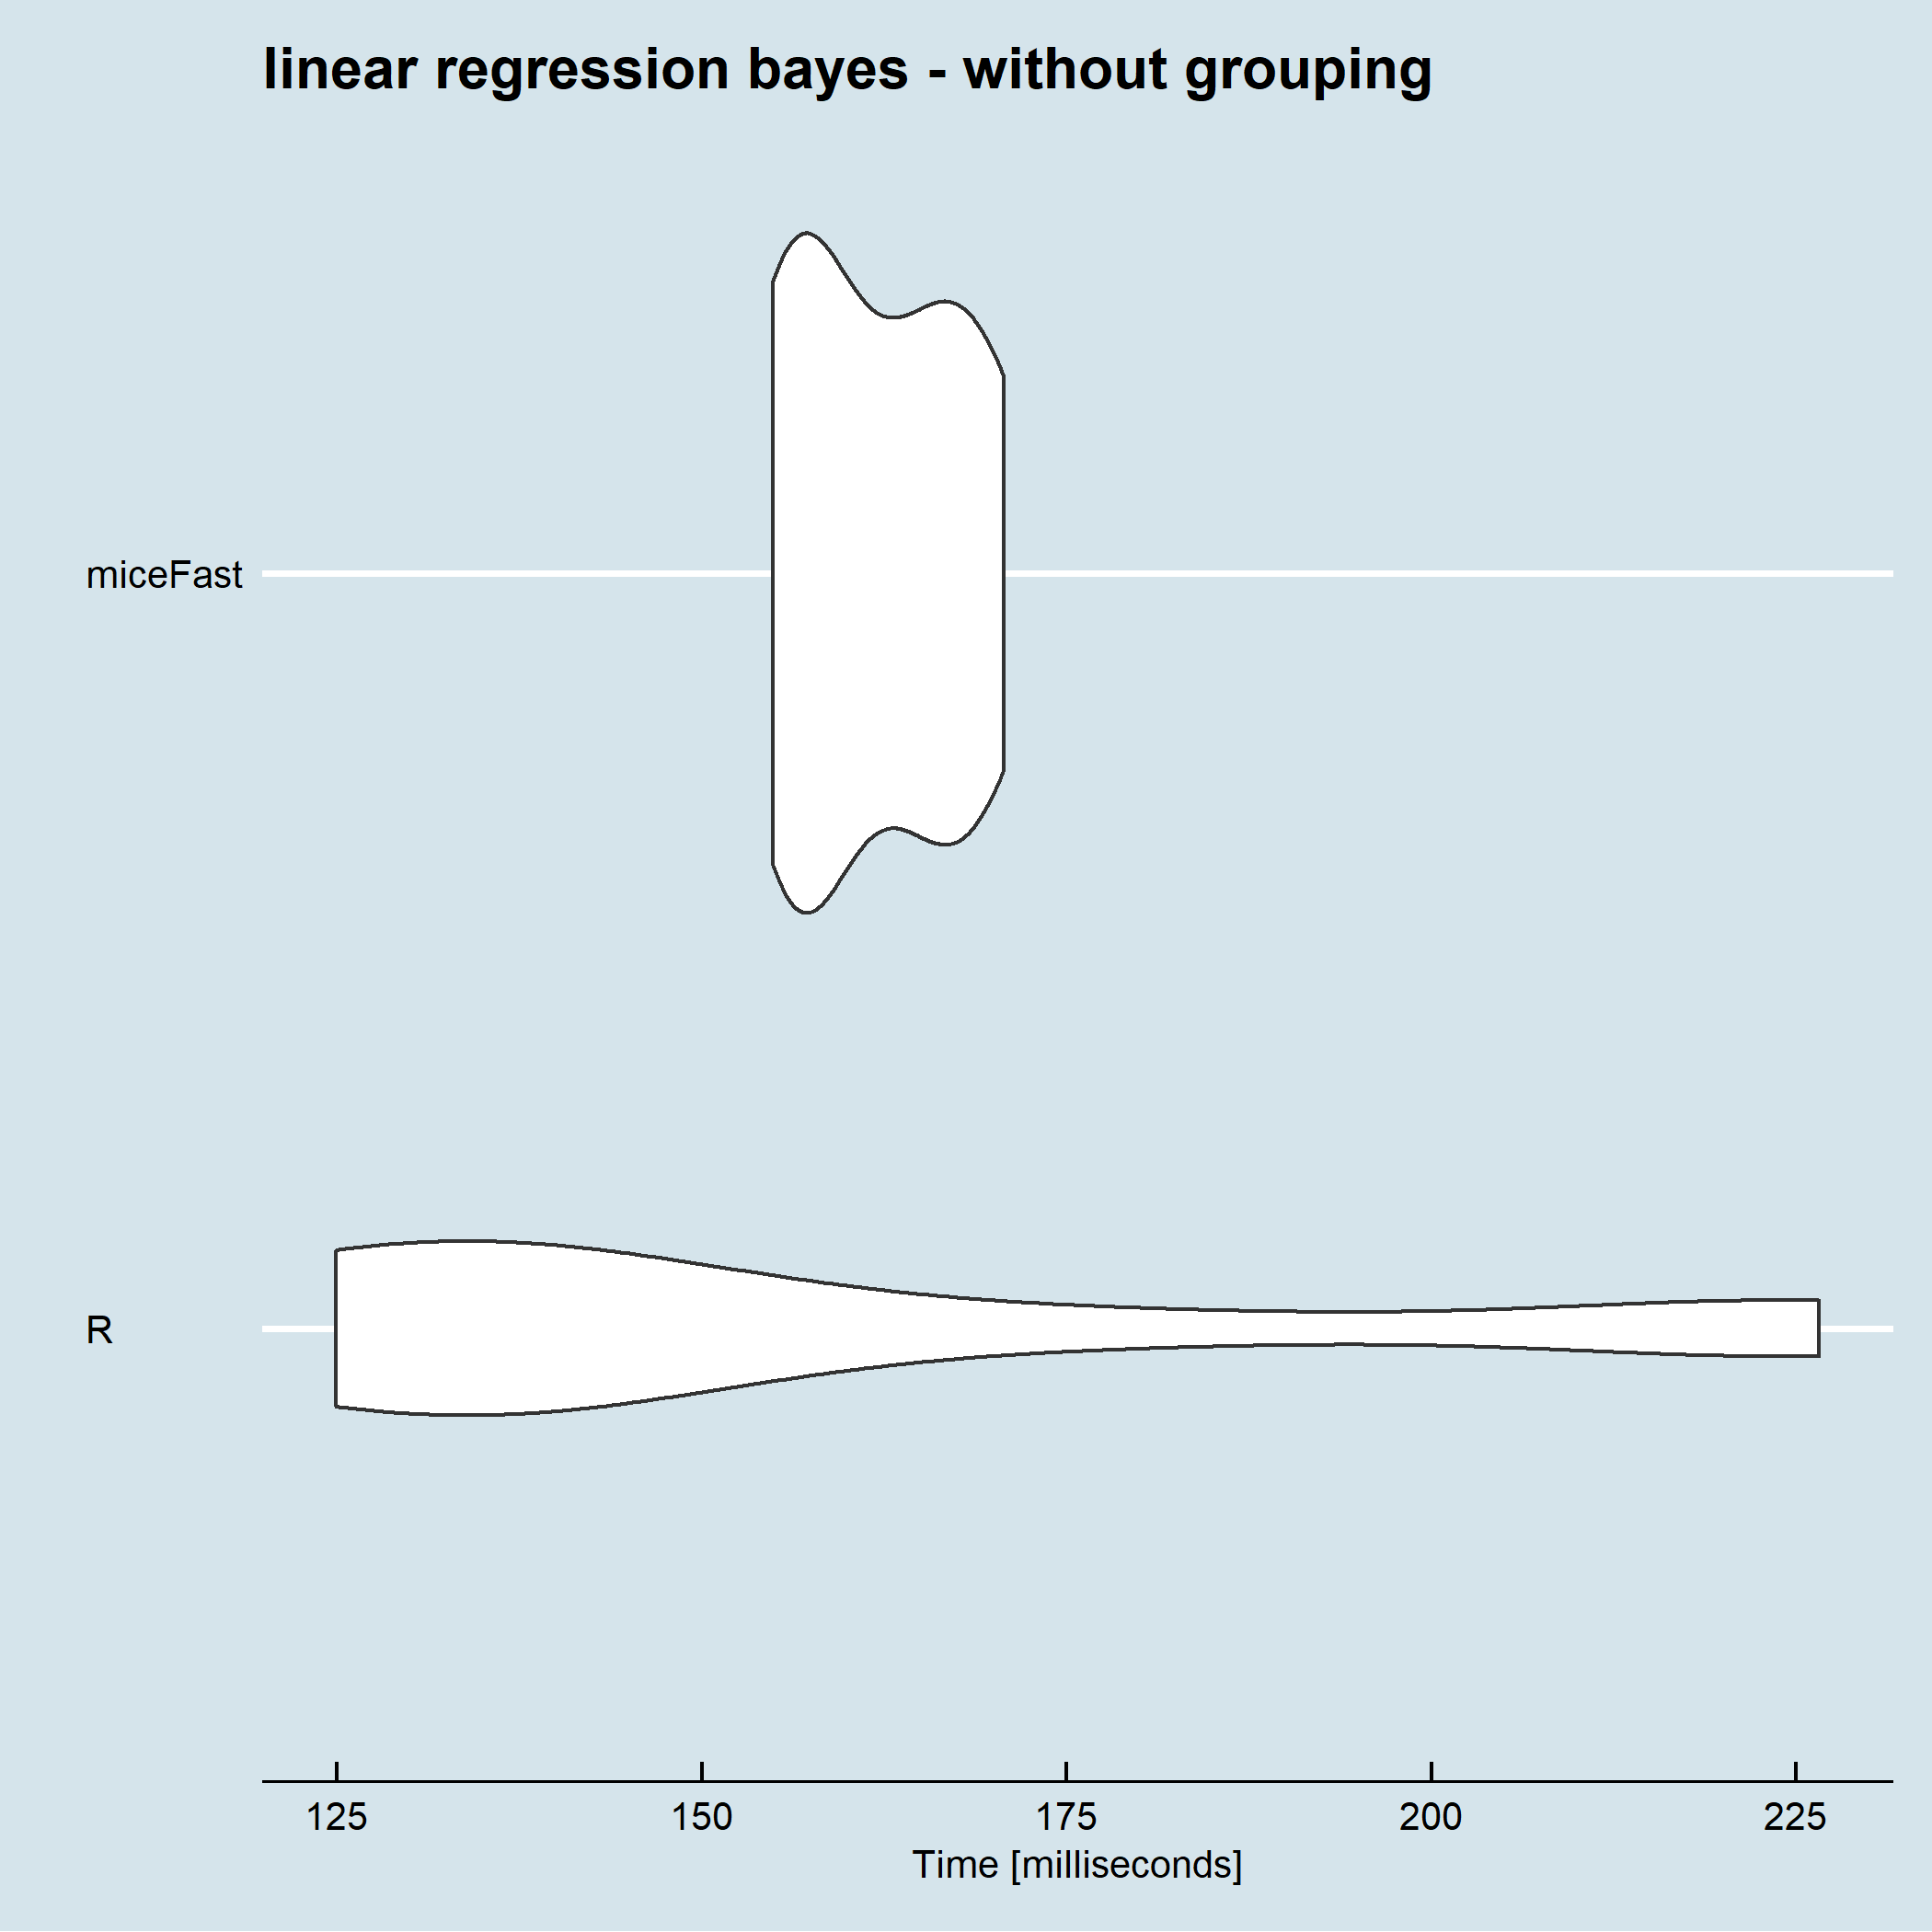 linear regression bayes - without grouping
miceFast
R
125 150 175 200 225
Time [milliseconds]